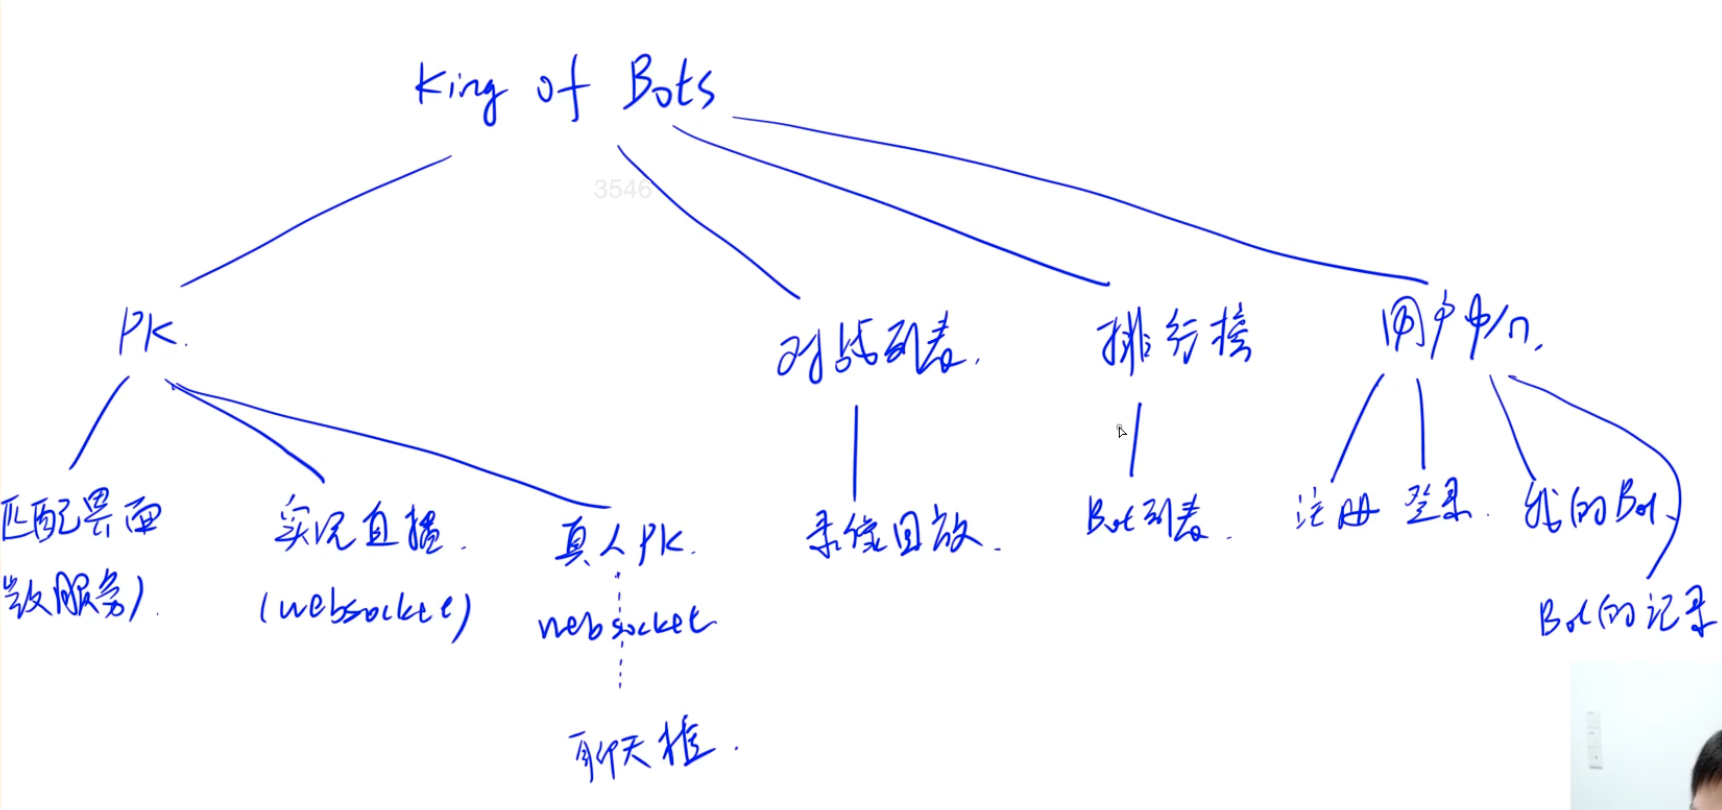 King of Bots
3546
PK.
对战列表.
排行榜
用户中心.
匹配界面
实况直播.
真人PK.
录像回放.
Bot列表.
注册 登录.
我的Bot.
微服务).
(websocket)
websocket
Bot的记录
聊天框.